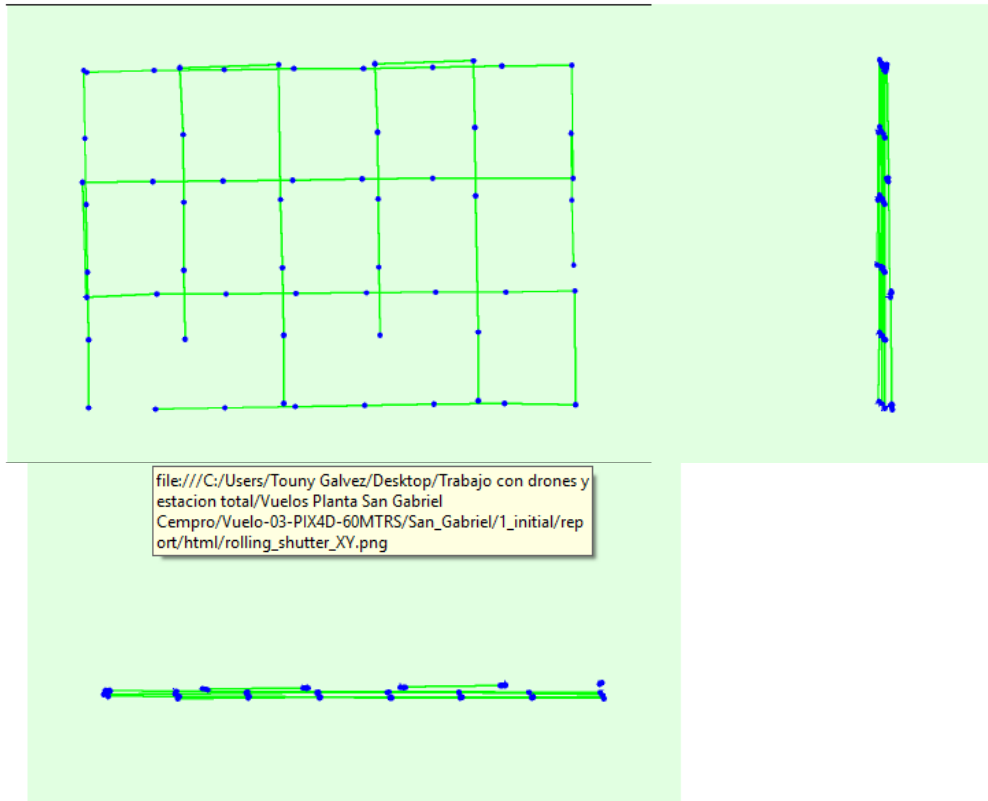 file:///C:/Users/Touny Galvez/Desktop/Trabajo con drones y
estacion total/Vuelos Planta San Gabriel
Cempro/Vuelo-03-PIX4D-60MTRS/San_Gabriel/1_initial/rep
ort/html/rolling_shutter_XY.png